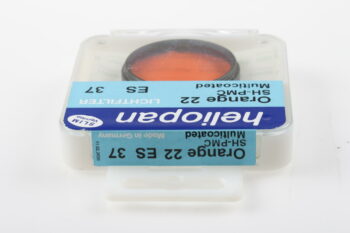 heliopan
SLIM
LICHTFILTER
Orange 22
SH-PMC
Multicoated
ES 37
Orange 22 ES 37
SH-PMC
Multicoated
Made in Germany